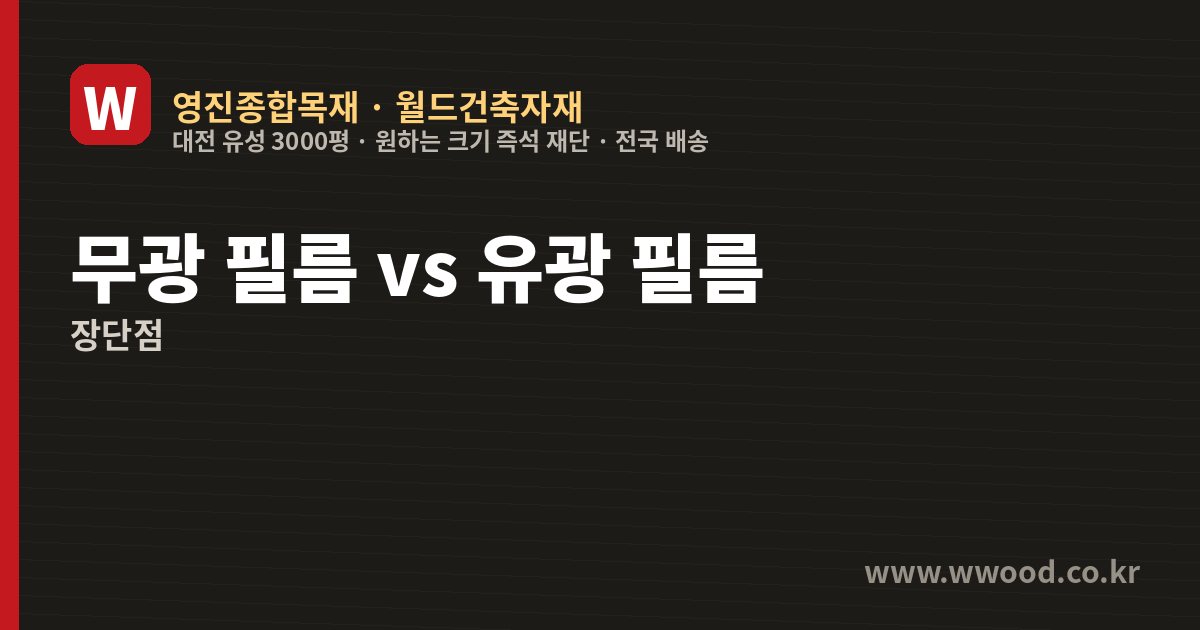 W
영진종합목재 · 월드건축자재
대전 유성 3000평 · 원하는 크기 즉석 재단 · 전국 배송
무광 필름 vs 유광 필름
장단점
www.wwood.co.kr